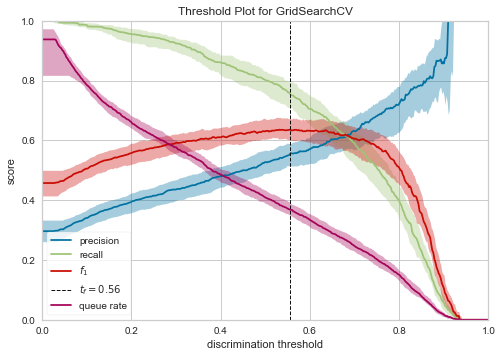 Threshold Plot for GridSearchCV
1.0
0.8
0.6
0.4
0.2
0.0
score
precision
recall
f₁
tᵣ = 0.56
queue rate
0.0 0.2 0.4 0.6 0.8 1.0
discrimination threshold